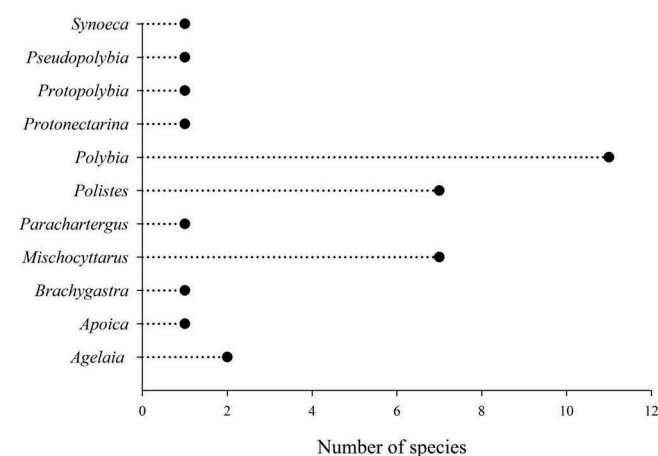 Synoeca
Pseudopolybia
Protopolybia
Protonectarina
Polybia
Polistes
Parachartergus
Mischocyttarus
Brachygastra
Apoica
Agelaia
0 2 4 6 8 10 12
Number of species